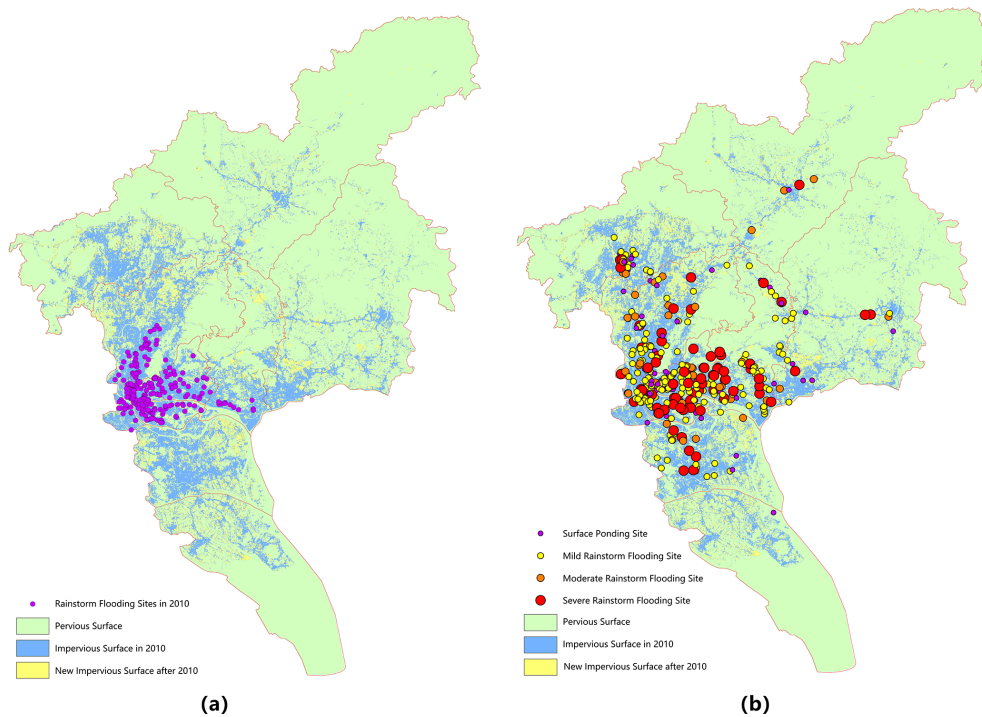 Rainstorm Flooding Sites in 2010
Pervious Surface
Impervious Surface in 2010
New Impervious Surface after 2010
(a)
Surface Ponding Site
Mild Rainstorm Flooding Site
Moderate Rainstorm Flooding Site
Severe Rainstorm Flooding Site
Pervious Surface
Impervious Surface in 2010
New Impervious Surface after 2010
(b)